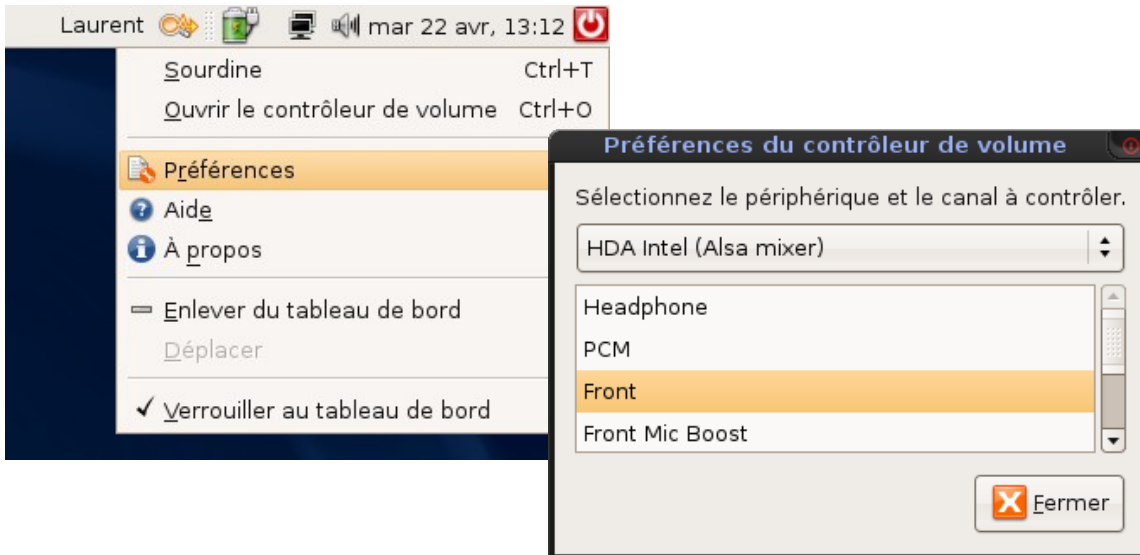 Laurent mar 22 avr, 13:12
Sourdine Ctrl+T
Ouvrir le contrôleur de volume Ctrl+O
Préférences
Aide
À propos
Enlever du tableau de bord
Déplacer
Verrouiller au tableau de bord
Préférences du contrôleur de volume
Sélectionnez le périphérique et le canal à contrôler.
HDA Intel (Alsa mixer)
Headphone
PCM
Front
Front Mic Boost
Fermer